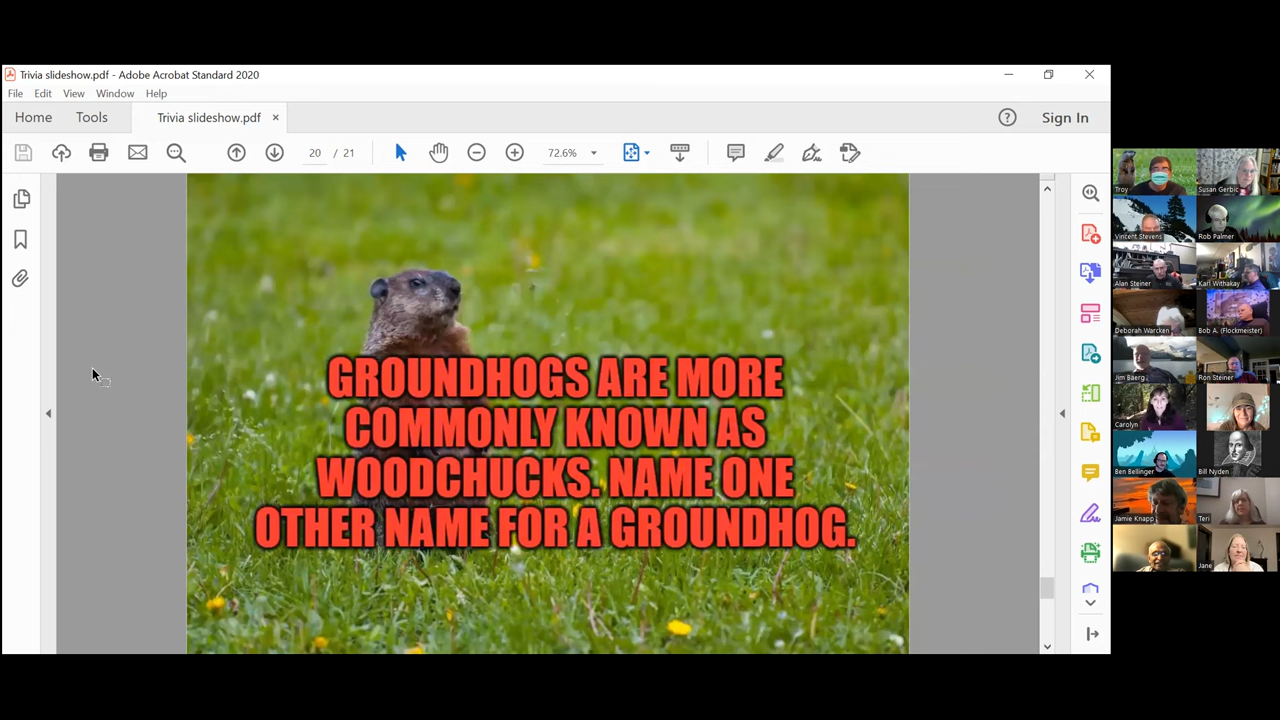 Trivia slideshow.pdf - Adobe Acrobat Standard 2020
File Edit View Window Help
Home Tools Trivia slideshow.pdf × Sign In
20 / 21 72.6%
GROUNDHOGS ARE MORE
COMMONLY KNOWN AS
WOODCHUCKS. NAME ONE
OTHER NAME FOR A GROUNDHOG.
Troy
Susan Gerbic
Vincent Stevens
Rob Palmer
Alan Steiner
Karl Withakay
Deborah Warcken
Bob A. (Flockmeister)
Jim Baerg
Ron Steiner
Carolyn
Ben Bellinger
Bill Nyden
Jamie Knapp
Teri
Jane